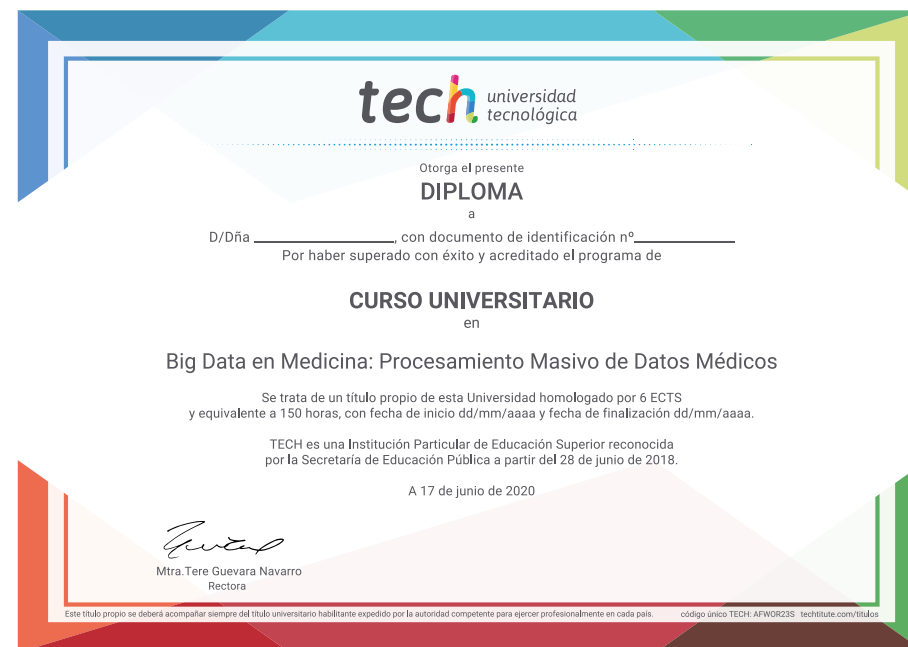 tech universidad
tecnológica
Otorga el presente
DIPLOMA
a
D/Dña ____________________, con documento de identificación nº______________
Por haber superado con éxito y acreditado el programa de
CURSO UNIVERSITARIO
en
Big Data en Medicina: Procesamiento Masivo de Datos Médicos
Se trata de un título propio de esta Universidad homologado por 6 ECTS
y equivalente a 150 horas, con fecha de inicio dd/mm/aaaa y fecha de finalización dd/mm/aaaa.
TECH es una Institución Particular de Educación Superior reconocida
por la Secretaría de Educación Pública a partir del 28 de junio de 2018.
A 17 de junio de 2020
Mtra.Tere Guevara Navarro
Rectora
Este título propio se deberá acompañar siempre del título universitario habilitante expedido por la autoridad competente para ejercer profesionalmente en cada país. código único TECH: AFWOR23S techtitute.com/titulos